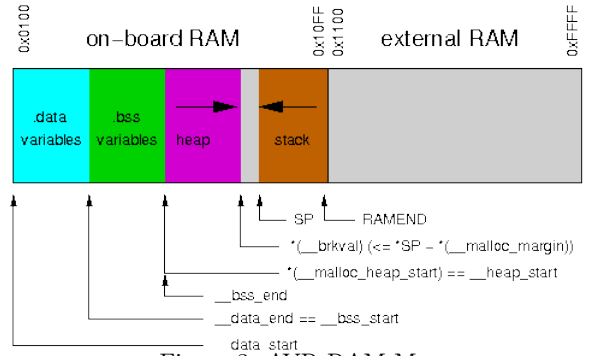 0x0100
on-board RAM
0x10FF
0x1100
external RAM
0xFFFF
.data
variables
.bss
variables
heap
stack
SP
RAMEND
*(__brkval) (<= *SP - *(__malloc_margin))
*(__malloc_heap_start) == __heap_start
__bss_end
__data_end == __bss_start
__data_start